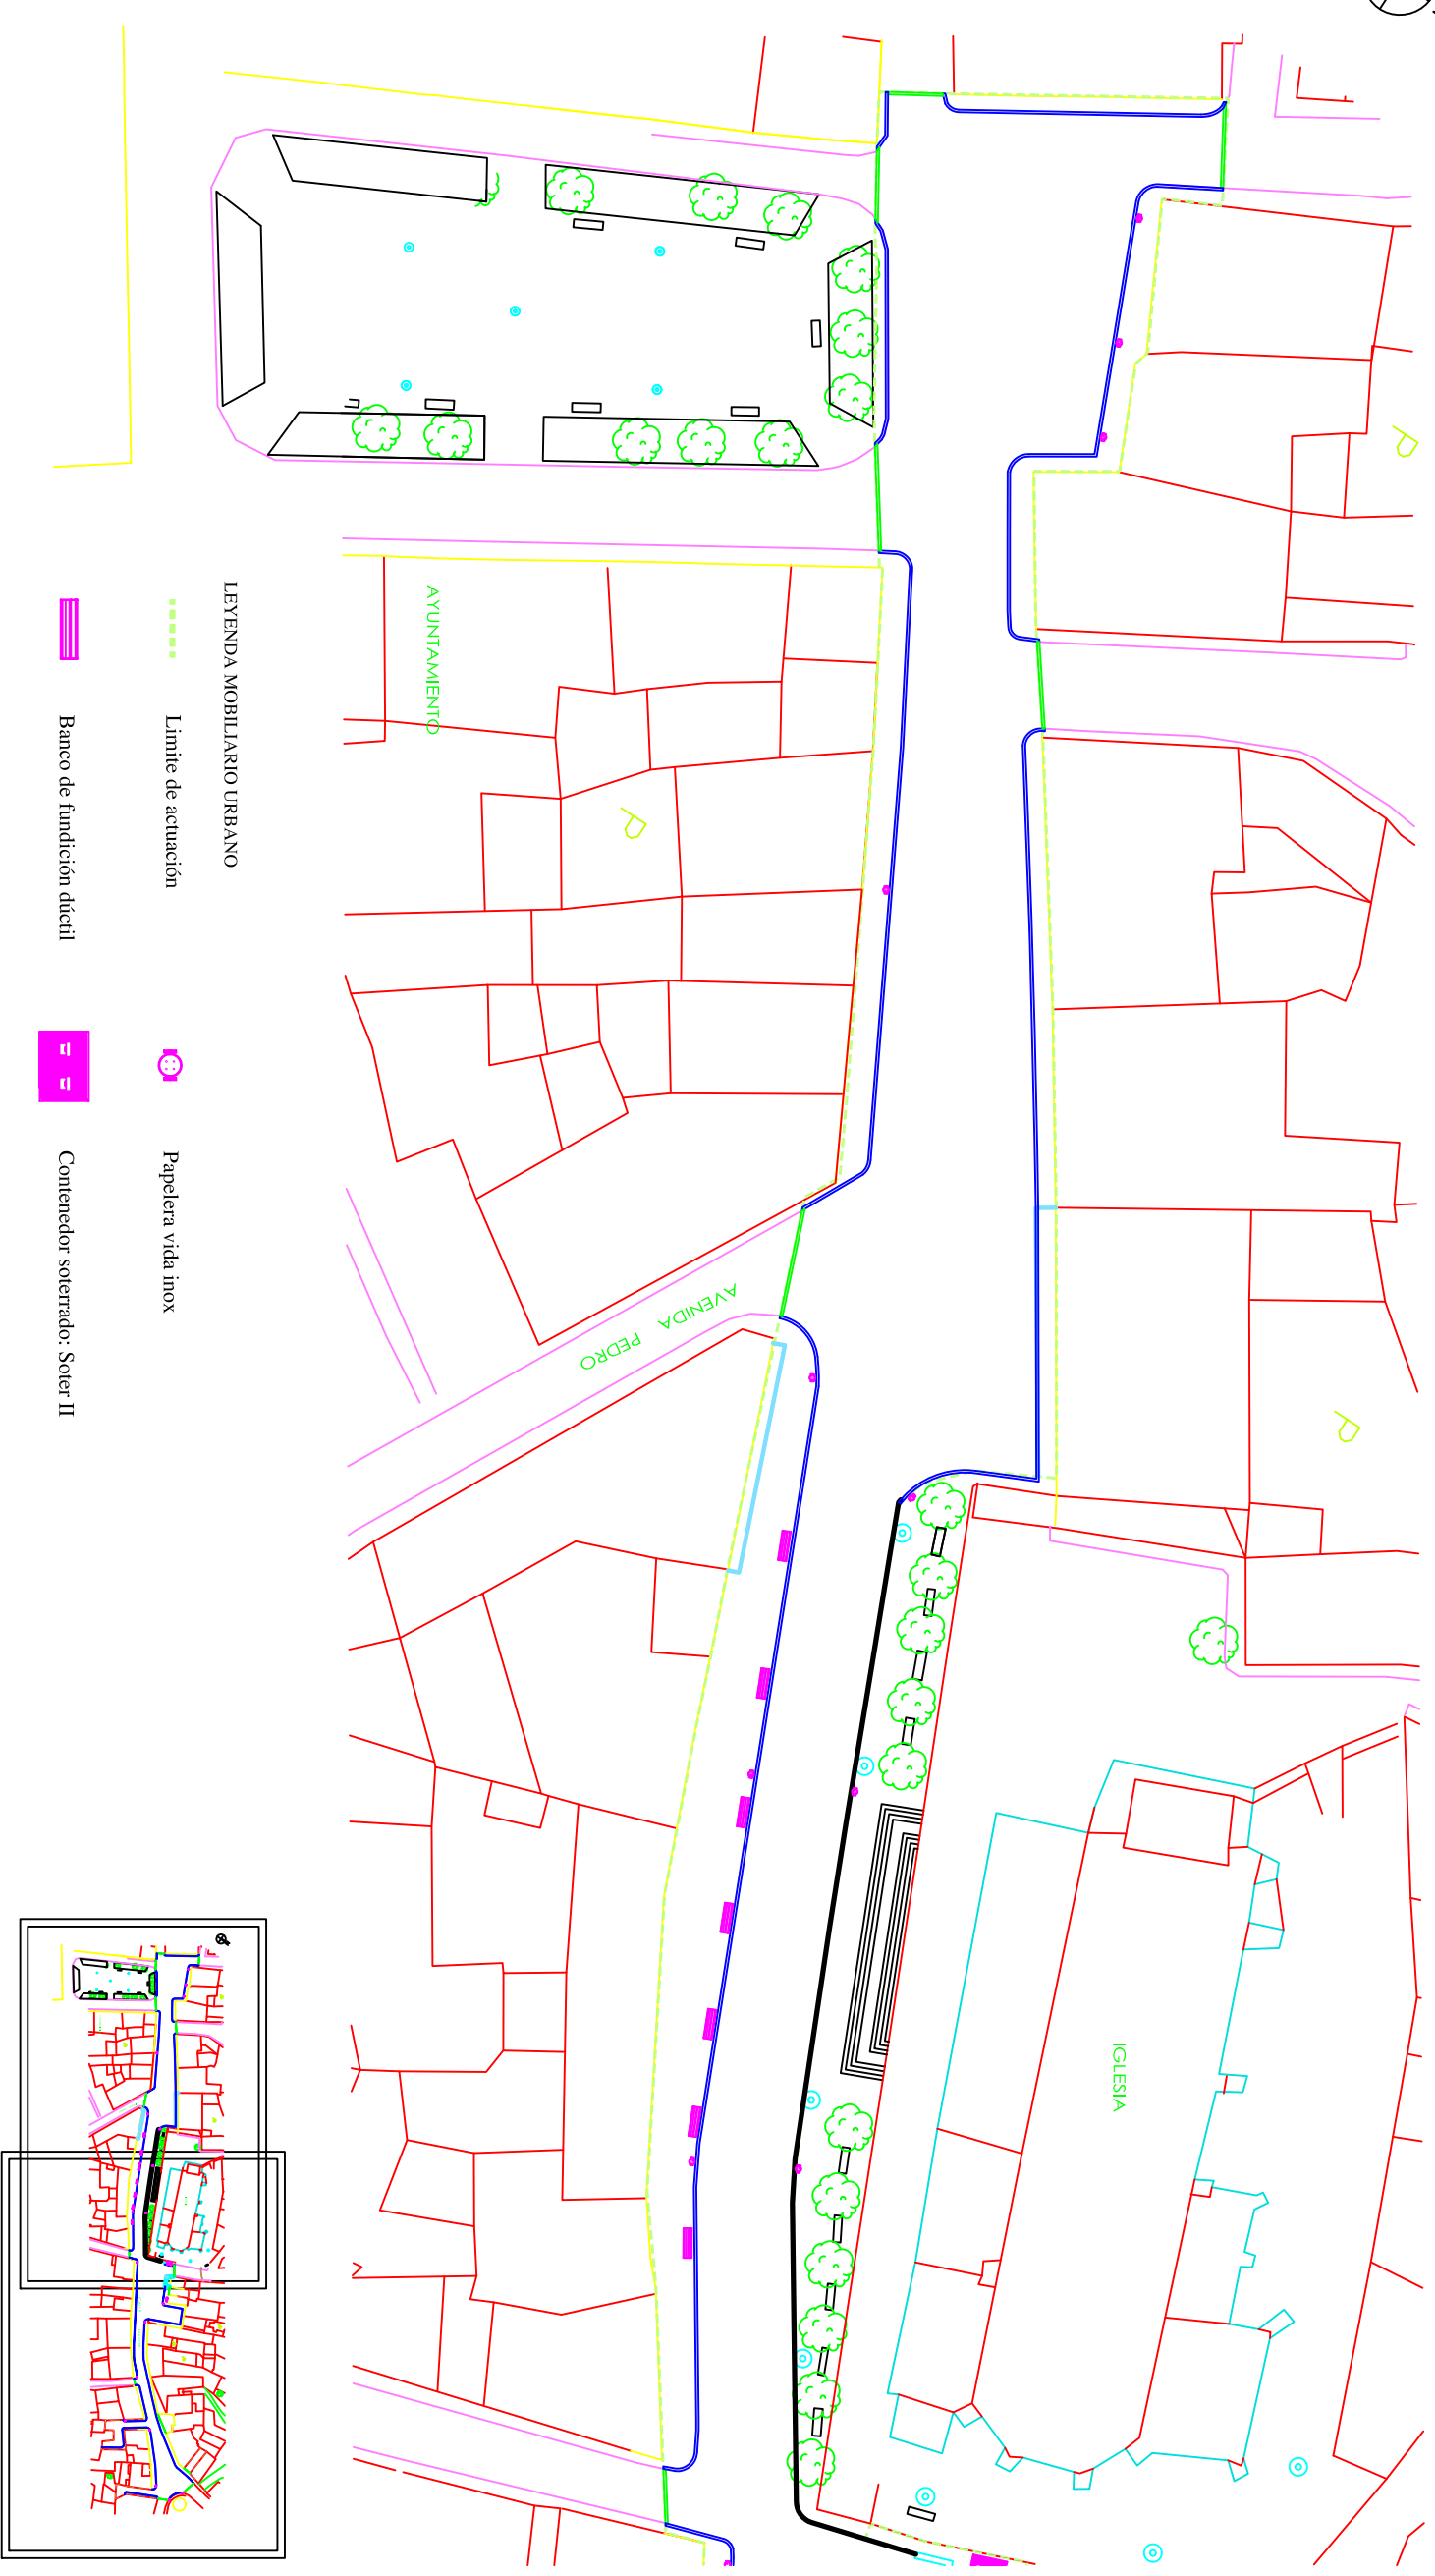 P
AYUNTAMIENTO
P
AVENIDA PEDRO
P
IGLESIA
LEYENDA MOBILIARIO URBANO
Limite de actuación
Papelera vida inox
Banco de fundición dúctil
Contenedor soterrado: Soter II